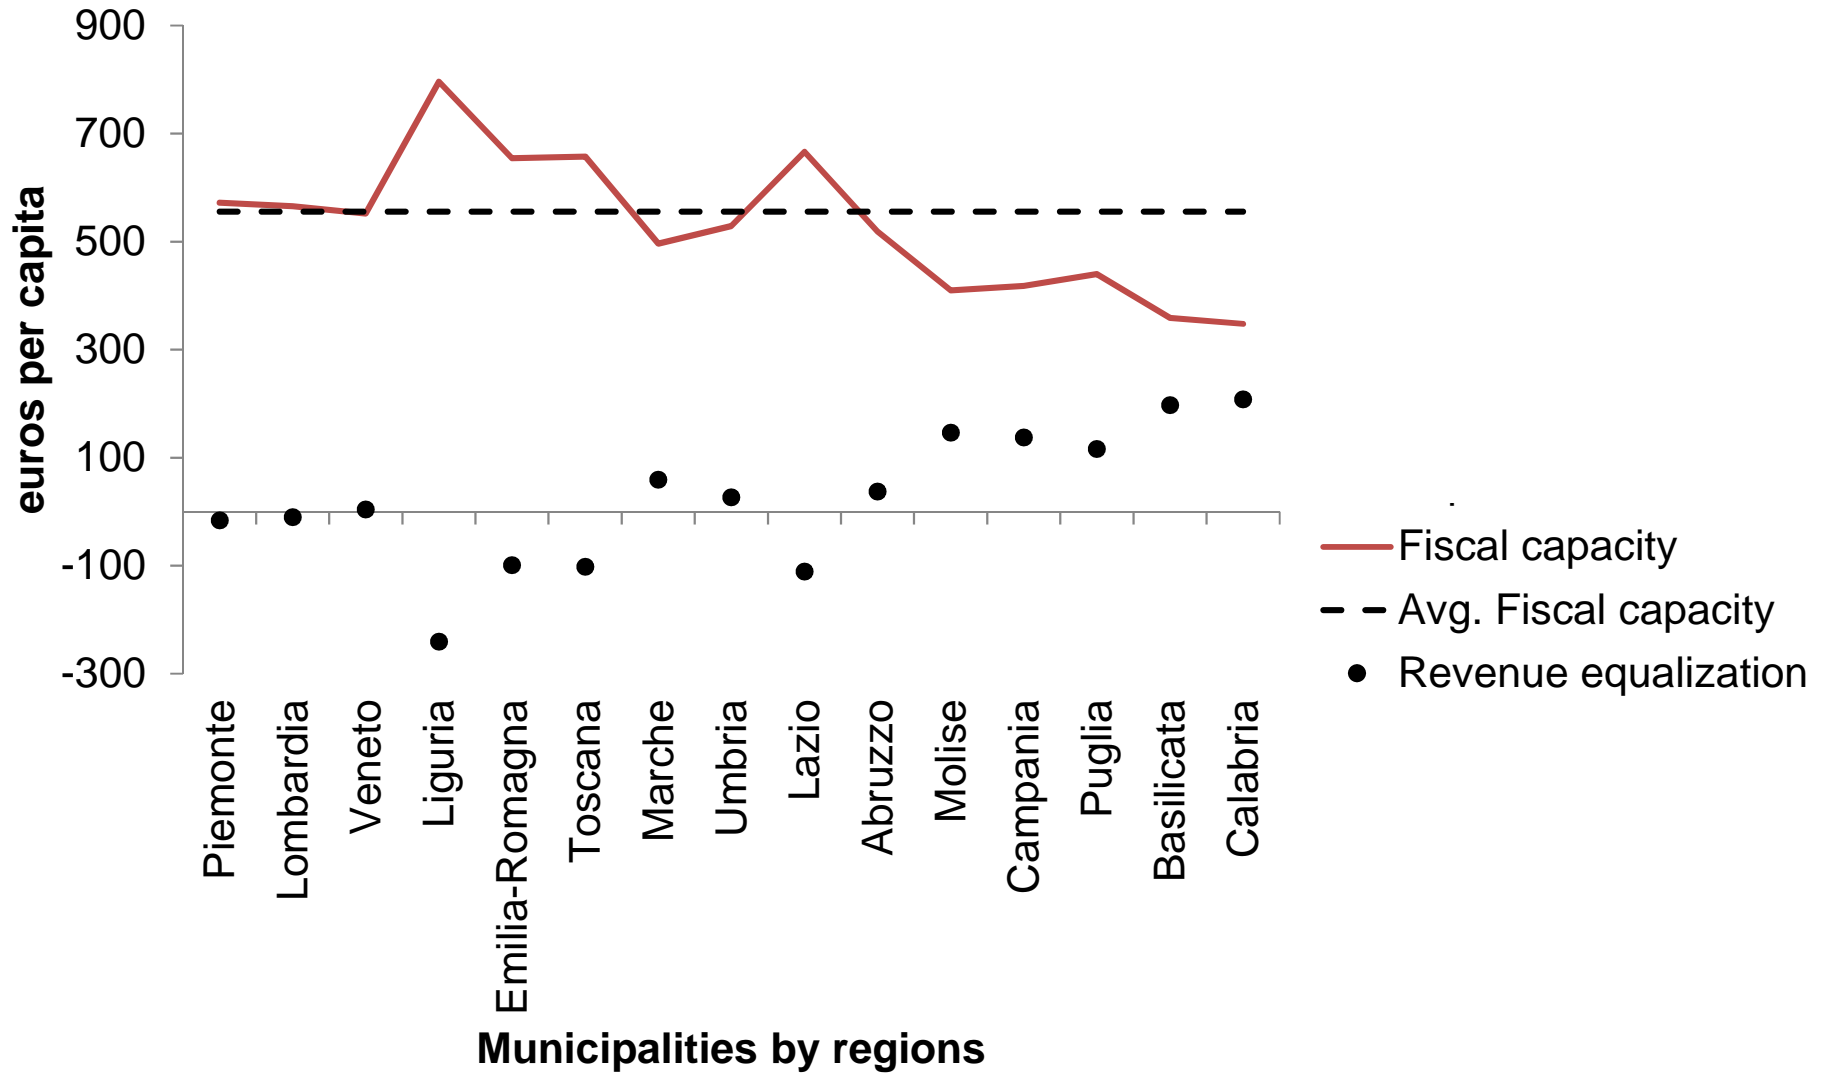 900
700
500
300
100
-100
-300
euros per capita
Piemonte
Lombardia
Veneto
Liguria
Emilia-Romagna
Toscana
Marche
Umbria
Lazio
Abruzzo
Molise
Campania
Puglia
Basilicata
Calabria
Municipalities by regions
Fiscal capacity
Avg. Fiscal capacity
Revenue equalization